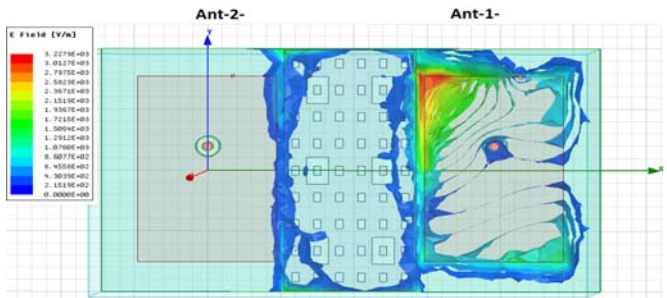 Ant-2-
Ant-1-
E Field [V/m]
3.2279E+03
3.0127E+03
2.7975E+03
2.5823E+03
2.3671E+03
2.1519E+03
1.9367E+03
1.7215E+03
1.5064E+03
1.2912E+03
1.0760E+03
8.6077E+02
6.4558E+02
4.3039E+02
2.1519E+02
0.0000E+00
Y
X